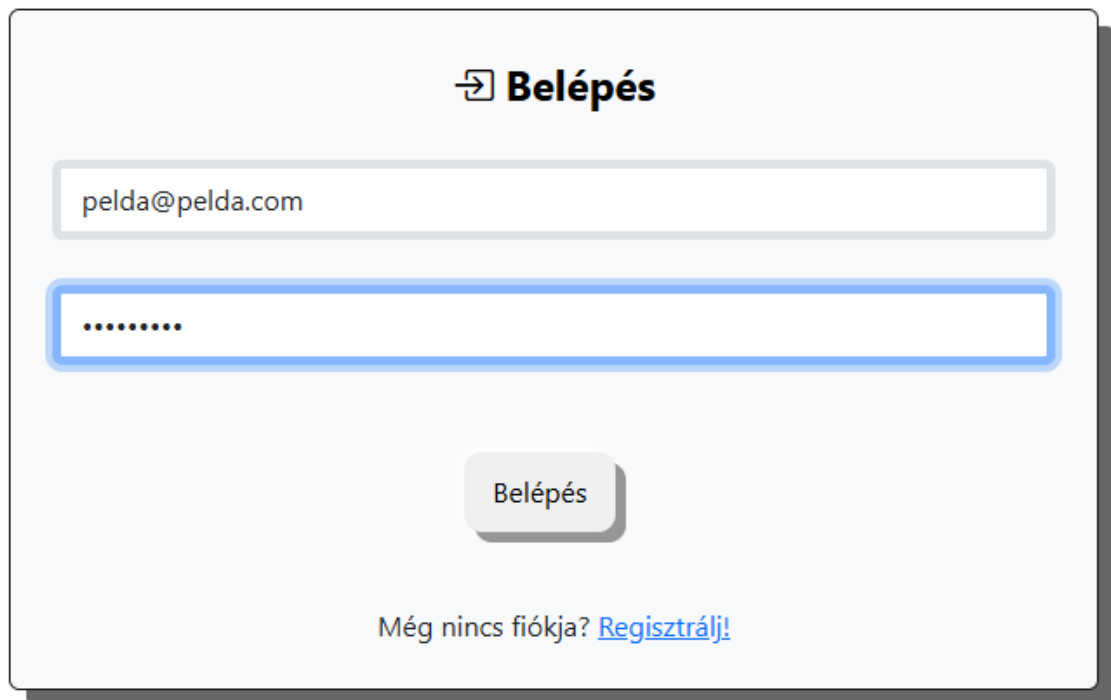 Belépés
pelda@pelda.com
•••••••••
Belépés
Még nincs fiókja? Regisztrálj!